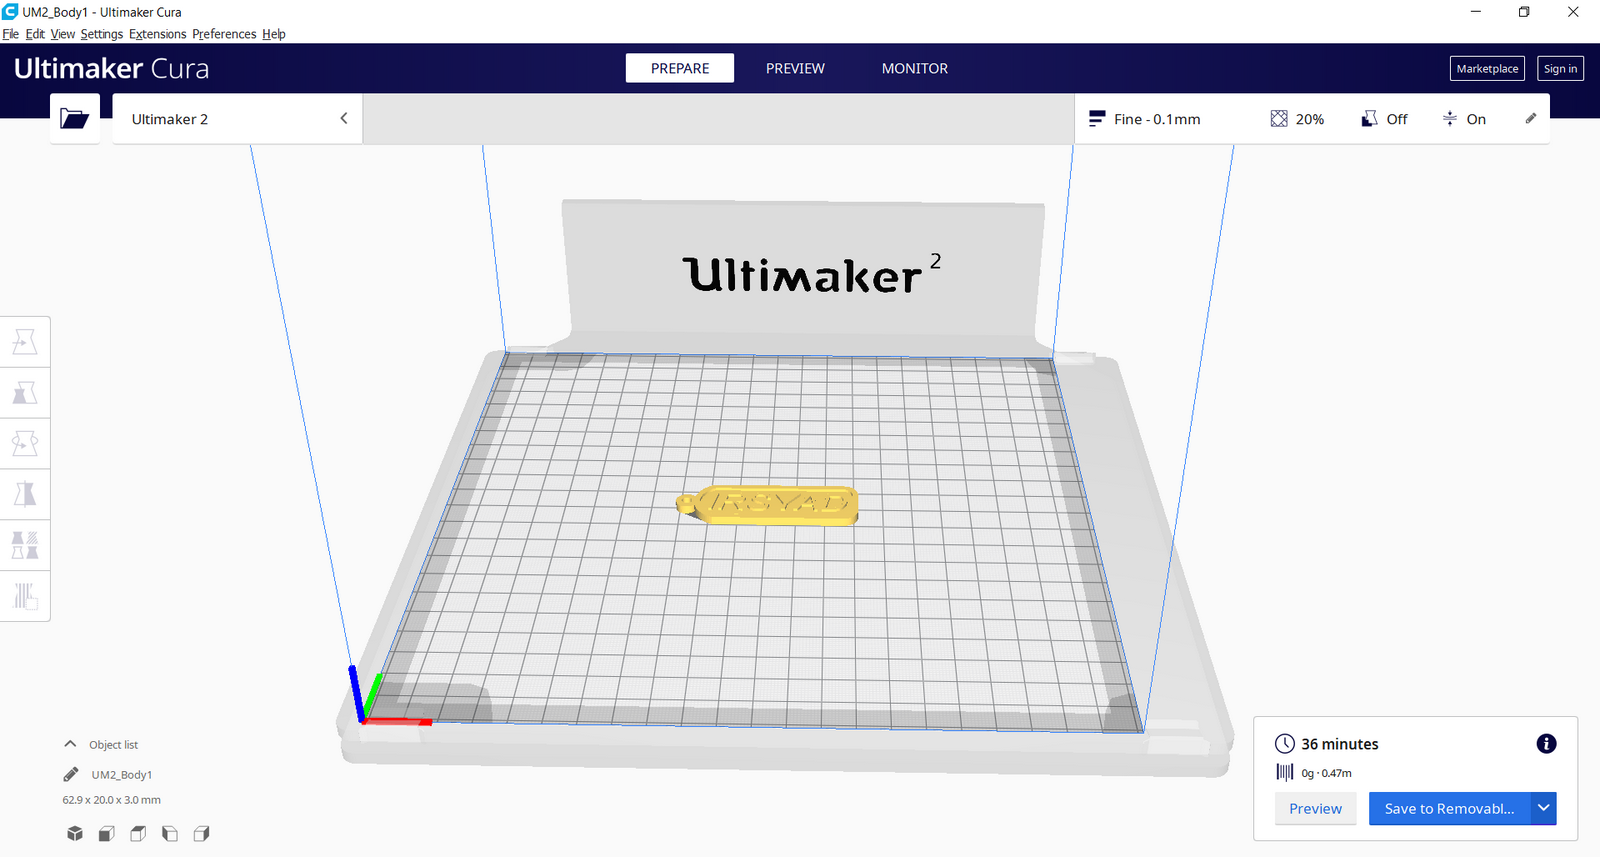 UM2_Body1 - Ultimaker Cura
File Edit View Settings Extensions Preferences Help
Ultimaker Cura
PREPARE
PREVIEW
MONITOR
Marketplace
Sign in
Ultimaker 2
Fine - 0.1mm
20%
Off
On
Ultimaker 2
IRSYAD
Object list
UM2_Body1
62.9 x 20.0 x 3.0 mm
36 minutes
0g · 0.47m
Preview
Save to Removabl...